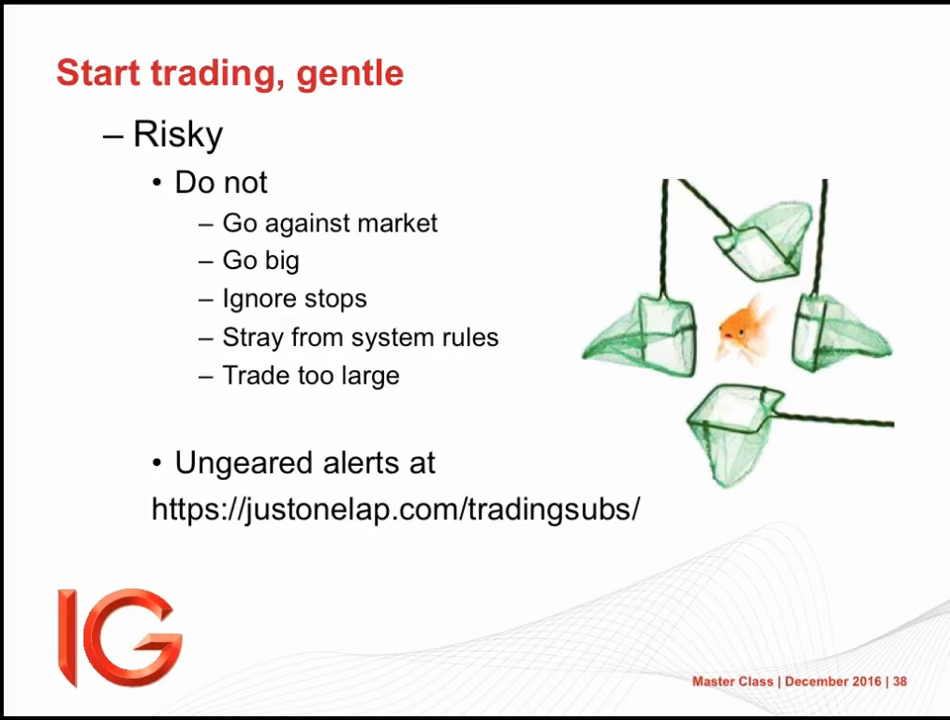 Start trading, gentle
– Risky
• Do not
– Go against market
– Go big
– Ignore stops
– Stray from system rules
– Trade too large
• Ungeared alerts at
https://justonelap.com/tradingsubs/
IG
Master Class | December 2016 | 38